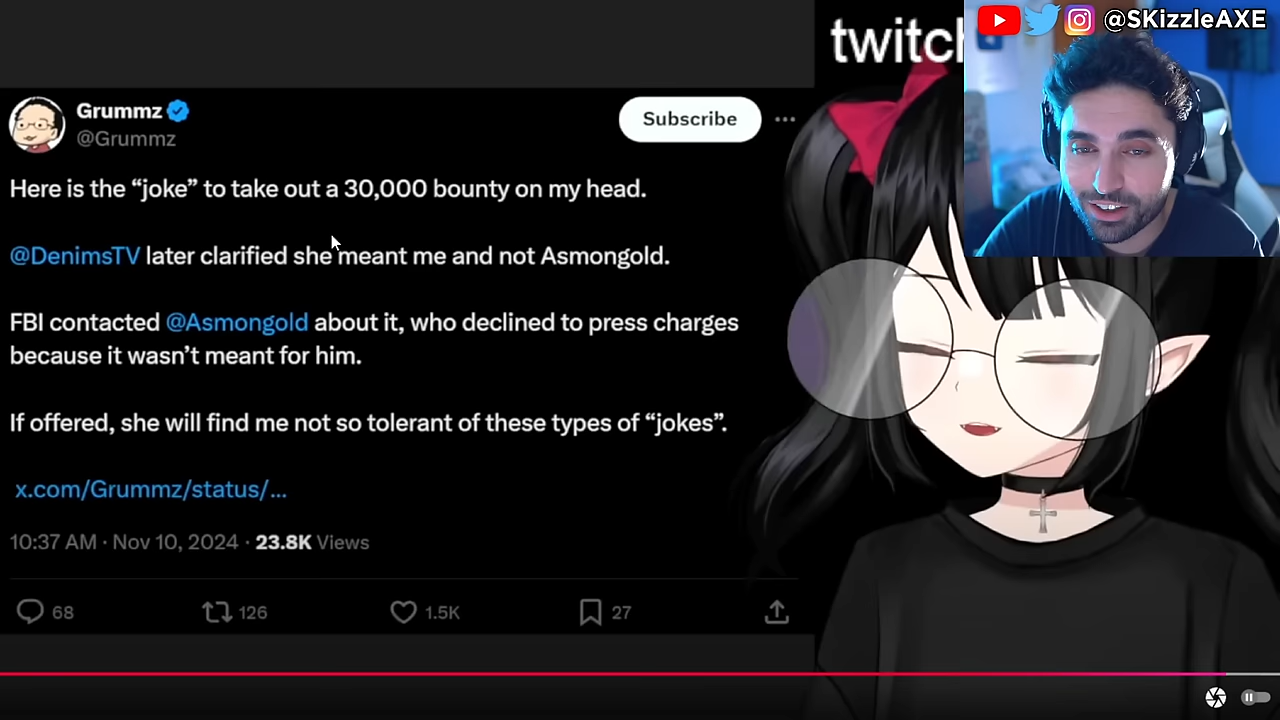 twitch
@SKizzleAXE
Grummz
@Grummz
Subscribe
Here is the “joke” to take out a 30,000 bounty on my head.
@DenimsTV later clarified she meant me and not Asmongold.
FBI contacted @Asmongold about it, who declined to press charges
because it wasn’t meant for him.
If offered, she will find me not so tolerant of these types of “jokes”.
x.com/Grummz/status/...
10:37 AM · Nov 10, 2024 · 23.8K Views
68 126 1.5K 27